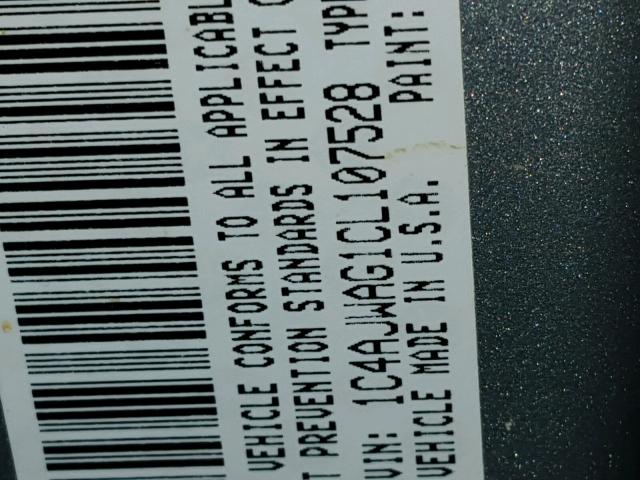 VEHICLE CONFORMS TO ALL APPLICABL
T PREVENTION STANDARDS IN EFFECT
VIN: 1C4AJWAG1CL107528 TYP
VEHICLE MADE IN U.S.A. PAINT: